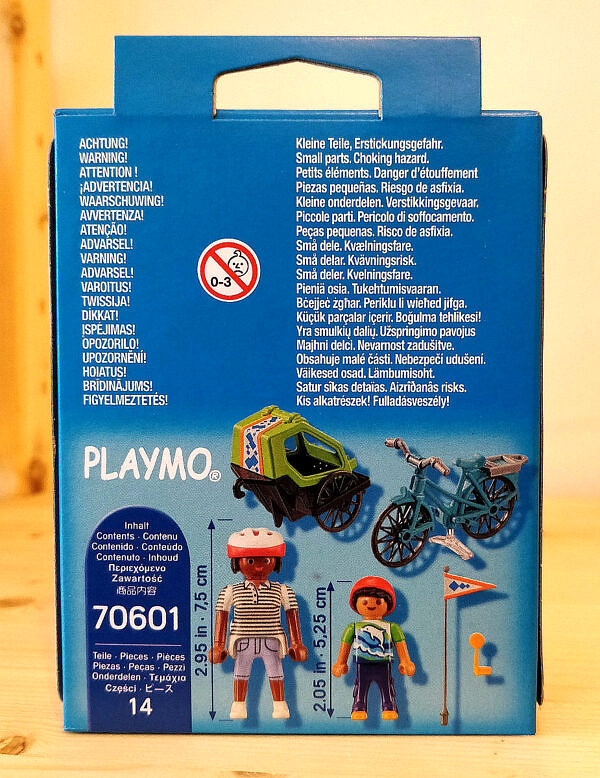 ACHTUNG! Kleine Teile, Erstickungsgefahr.
WARNING! Small parts. Choking hazard.
ATTENTION ! Petits éléments. Danger d'étouffement
¡ADVERTENCIA! Piezas pequeñas. Riesgo de asfixia.
WAARSCHUWING! Kleine onderdelen. Verstikkingsgevaar.
AVVERTENZA! Piccole parti. Pericolo di soffocamento.
ATENÇÃO! Peças pequenas. Risco de asfixia.
ADVARSEL! Små dele. Kvælningsfare.
VARNING! Små delar. Kvävningsrisk.
ADVARSEL! Små deler. Kvelningsfare.
VAROITUS! Pieniä osia. Tukehtumisvaaran.
TWISSIJA! Bċejjeċ żgħar. Periklu li wieħed jifga.
DİKKAT! Küçük parçalar içerir. Boğulma tehlikesi!
ĮSPĖJIMAS! Yra smulkių dalių. Užspringimo pavojus
OPOZORILO! Majhni delci. Nevarnost zadušitve.
UPOZORNĚNÍ! Obsahuje malé části. Nebezpečí udušení.
HOIATUS! Väikesed osad. Lämbumisoht.
BRĪDINĀJUMS! Satur sīkas detaļas. Aizrīšanās risks.
FIGYELMEZTETÉS! Kis alkatrészek! Fulladásveszély!
0-3
PLAYMO®
Inhalt
Contents · Contenu
Contenido · Conteúdo
Contenuto · Inhoud
Περιεχόμενο
Zawartość
商品内容
70601
Teile · Pieces · Pièces
Piezas · Peças · Pezzi
Onderdelen · Τεμάχια
Części · ピース
14
2.95 in · 7,5 cm
2.05 in · 5,25 cm